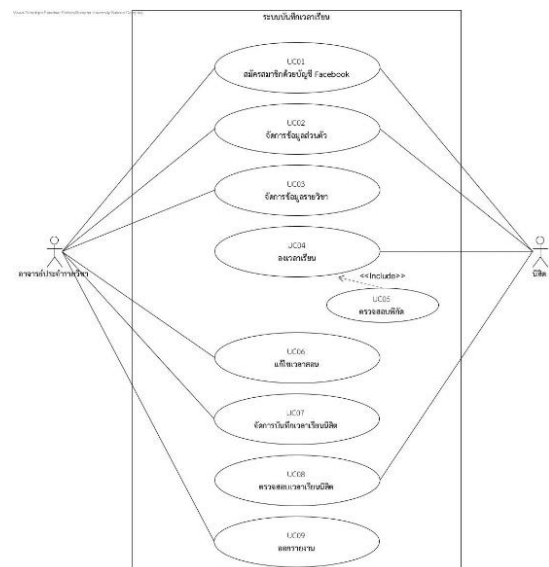 ระบบบันทึกเวลาเรียน
UC01
สมัครสมาชิกด้วยบัญชี Facebook
UC02
จัดการข้อมูลส่วนตัว
UC03
จัดการข้อมูลรายวิชา
UC04
ลงเวลาเรียน
<<Include>>
UC05
ตรวจสอบพิกัด
อาจารย์ประจำรายวิชา
นิสิต
UC06
แก้ไขเวลาสอน
UC07
จัดการบันทึกเวลาเรียนนิสิต
UC08
ตรวจสอบเวลาเรียนนิสิต
UC09
ออกรายงาน